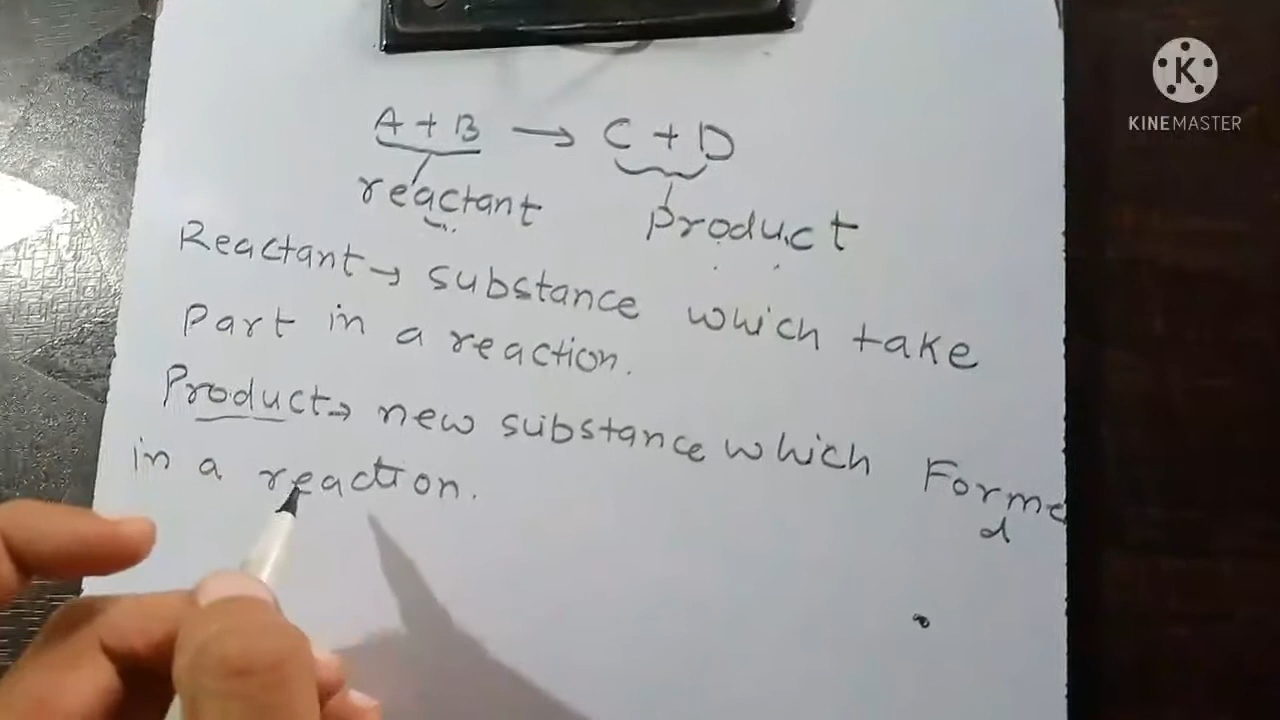 A + B → C + D
reactant product
Reactant → substance which take
Part in a reaction.
Product → new substance which Forme
d
in a reaction.
K
KINEMASTER